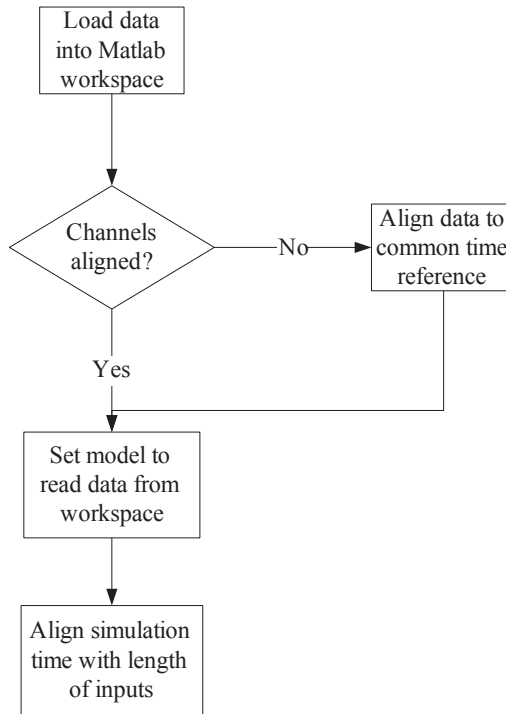 Load data
into Matlab
workspace
Channels
aligned?
No
Align data to
common time
reference
Yes
Set model to
read data from
workspace
Align simulation
time with length
of inputs